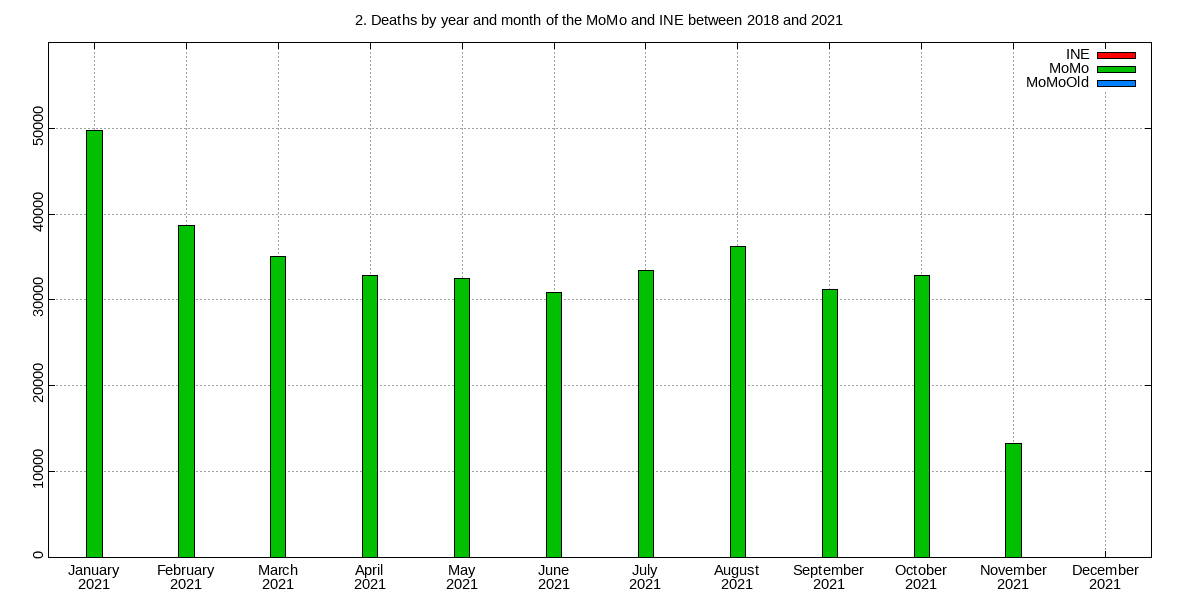 2. Deaths by year and month of the MoMo and INE between 2018 and 2021
INE
MoMo
MoMoOld
50000
40000
30000
20000
10000
0
January February March April May June July August September October November December
2021 2021 2021 2021 2021 2021 2021 2021 2021 2021 2021 2021